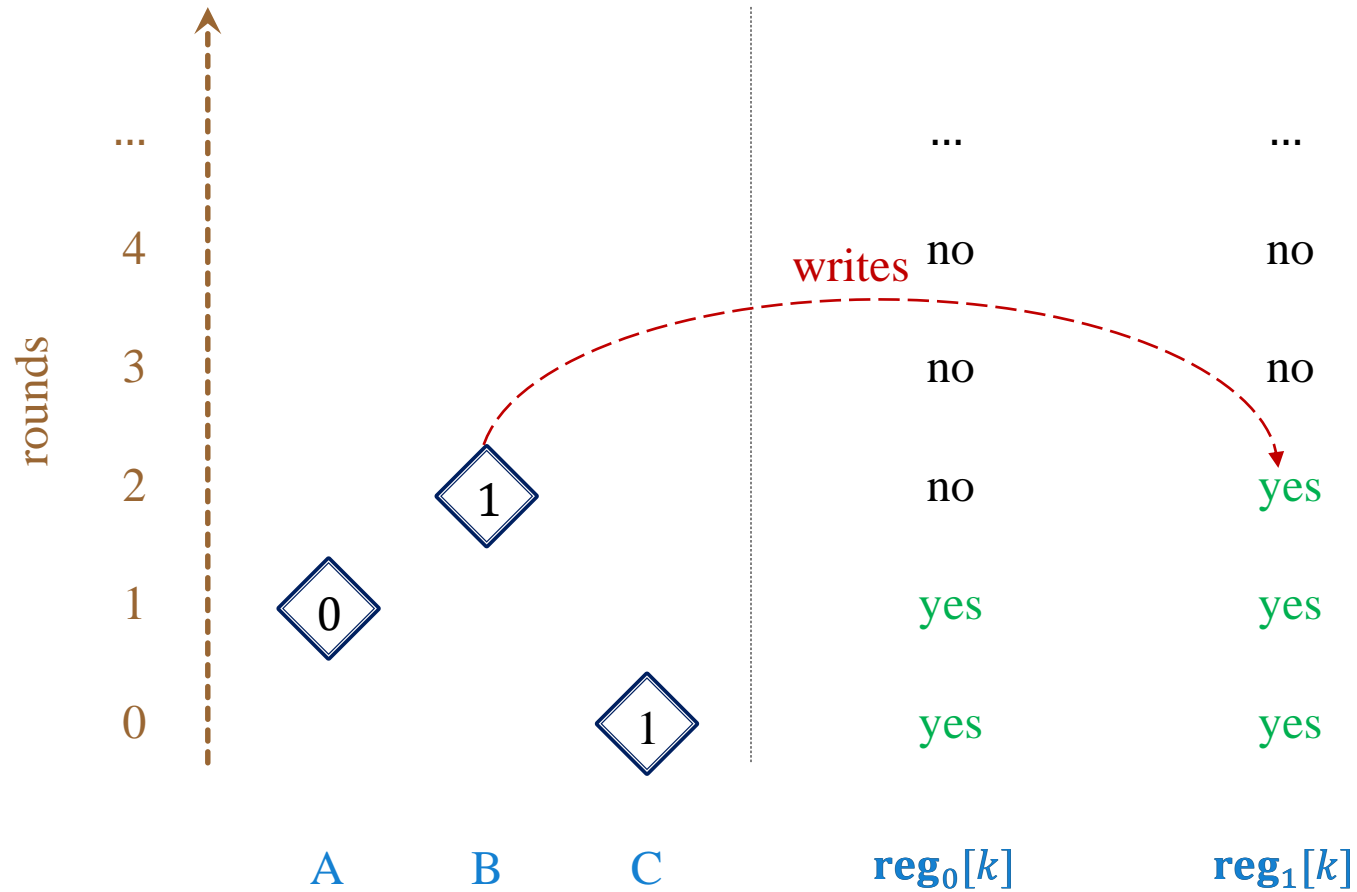 ... ... ...
4 no no
writes
rounds
3 no no
2 1 no yes
1 0 yes yes
0 1 yes yes
A B C reg₀[k] reg₁[k]